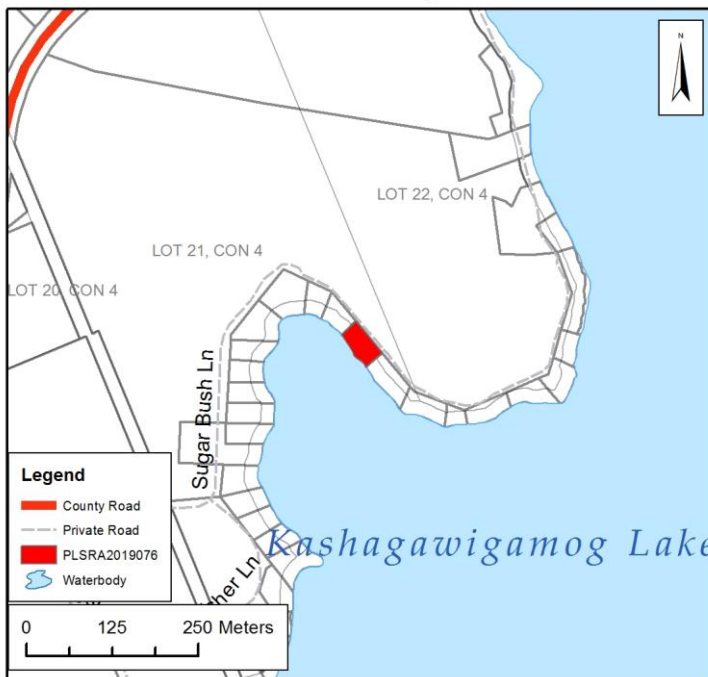 N
LOT 22, CON 4
LOT 21, CON 4
LOT 20, CON 4
Sugar Bush Ln
Kashagawigamog Lake
Legend
County Road
Private Road
PLSRA2019076
Waterbody
Ln
0 125 250 Meters